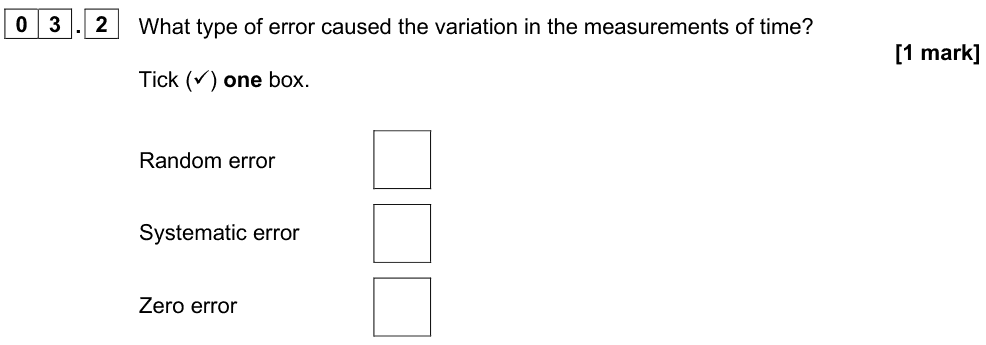 0 3 . 2 What type of error caused the variation in the measurements of time?
[1 mark]
Tick (✓) one box.
Random error
Systematic error
Zero error